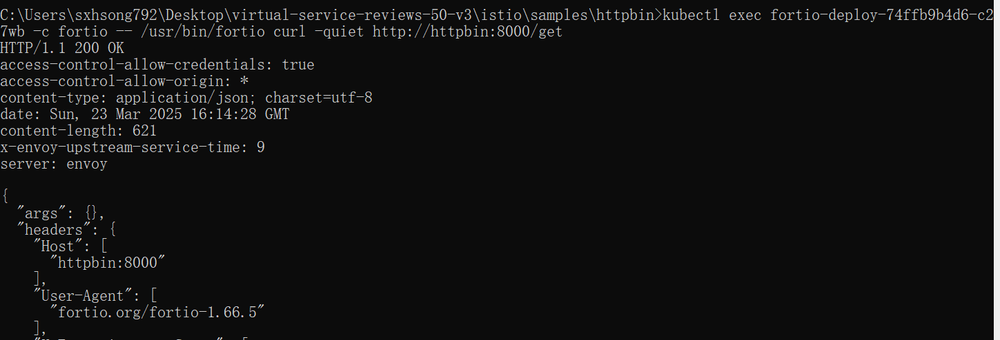 C:\Users\sxhsong792\Desktop\virtual-service-reviews-50-v3\istio\samples\httpbin>kubectl exec fortio-deploy-74ffb9b4d6-c2
7wb -c fortio -- /usr/bin/fortio curl -quiet http://httpbin:8000/get
HTTP/1.1 200 OK
access-control-allow-credentials: true
access-control-allow-origin: *
content-type: application/json; charset=utf-8
date: Sun, 23 Mar 2025 16:14:28 GMT
content-length: 621
x-envoy-upstream-service-time: 9
server: envoy

{
  "args": {},
  "headers": {
    "Host": [
      "httpbin:8000"
    ],
    "User-Agent": [
      "fortio.org/fortio-1.66.5"
    ],